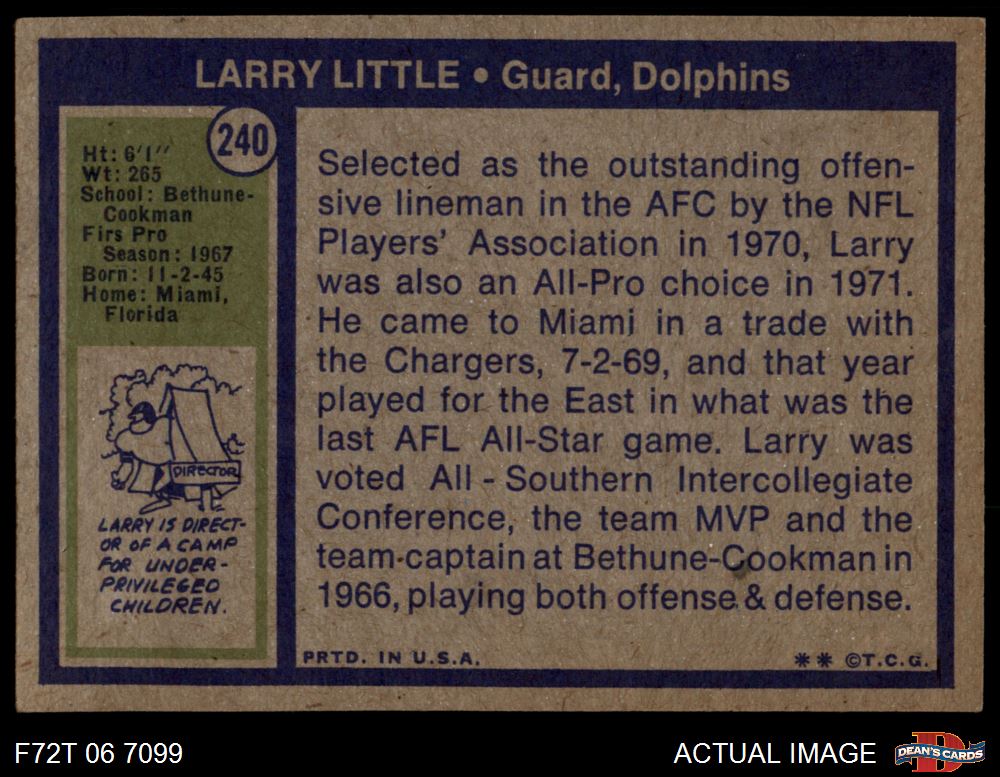 LARRY LITTLE • Guard, Dolphins
240
Ht: 6'1''
Wt: 265
School: Bethune-
Cookman
Firs Pro
Season: 1967
Born: 11-2-45
Home: Miami,
Florida
DIRECTOR
LARRY IS DIRECT-
OR OF A CAMP
FOR UNDER-
PRIVILEGED
CHILDREN.
Selected as the outstanding offen-
sive lineman in the AFC by the NFL
Players' Association in 1970, Larry
was also an All-Pro choice in 1971.
He came to Miami in a trade with
the Chargers, 7-2-69, and that year
played for the East in what was the
last AFL All-Star game. Larry was
voted All - Southern Intercollegiate
Conference, the team MVP and the
team-captain at Bethune-Cookman in
1966, playing both offense & defense.
PRTD. IN U.S.A.
** ©T.C.G.
F72T 06 7099
ACTUAL IMAGE
D
DEAN'S CARDS